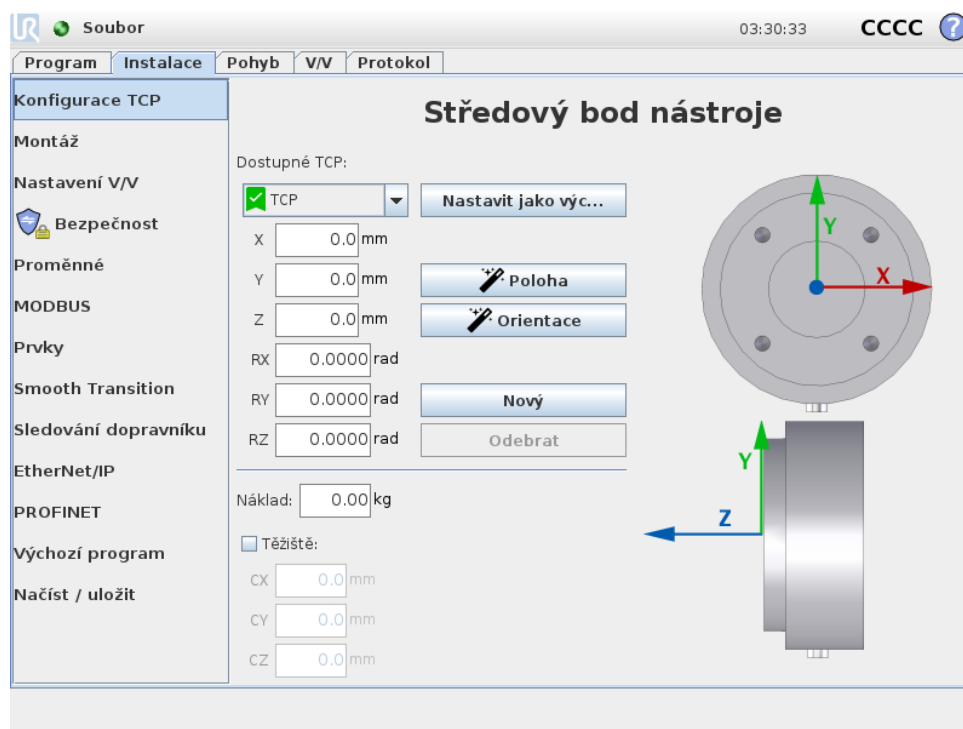 UR Soubor 03:30:33 CCCC ?
Program Instalace Pohyb V/V Protokol
Konfigurace TCP
Montáž
Nastavení V/V
Bezpečnost
Proměnné
MODBUS
Prvky
Smooth Transition
Sledování dopravníku
EtherNet/IP
PROFINET
Výchozí program
Načíst / uložit
Středový bod nástroje
Dostupné TCP:
TCP Nastavit jako výc...
X 0.0 mm
Y 0.0 mm Poloha
Z 0.0 mm Orientace
RX 0.0000 rad
RY 0.0000 rad Nový
RZ 0.0000 rad Odebrat
Náklad: 0.00 kg
Těžiště:
CX 0.0 mm
CY 0.0 mm
CZ 0.0 mm
Y
X
Y
Z